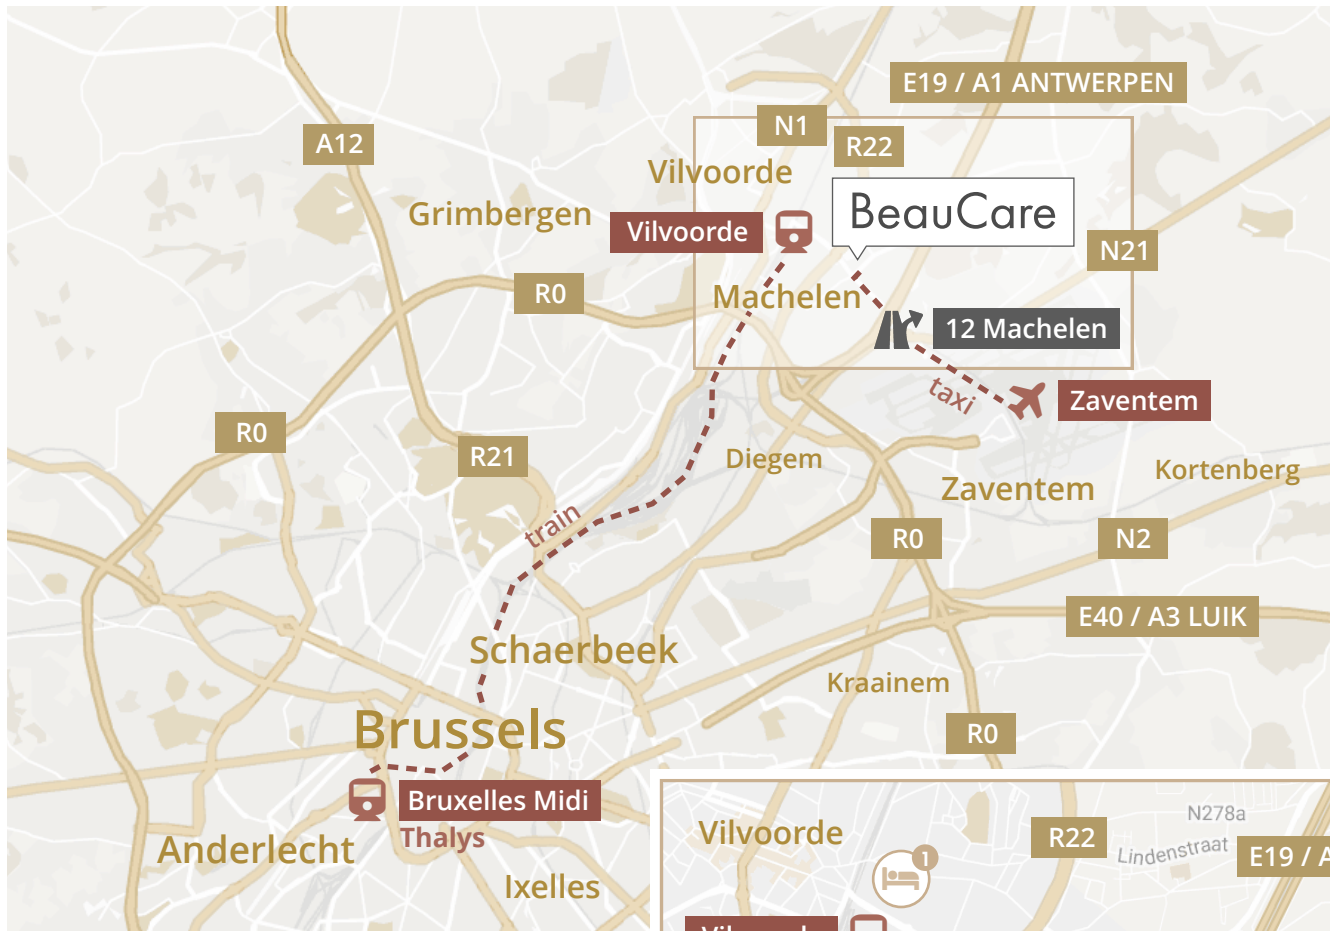 E19 / A1 ANTWERPEN
N1
A12
R22
Vilvoorde
Grimbergen
Vilvoorde
BeauCare
N21
R0
Machelen
12 Machelen
taxi
Zaventem
R0
R21
Diegem
Kortenberg
Zaventem
train
R0
N2
E40 / A3 LUIK
Schaerbeek
Kraainem
Brussels
R0
Bruxelles Midi
Thalys
Anderlecht
Ixelles
Vilvoorde
N278a
R22
Lindenstraat
E19 / A
1
Vilvoorde